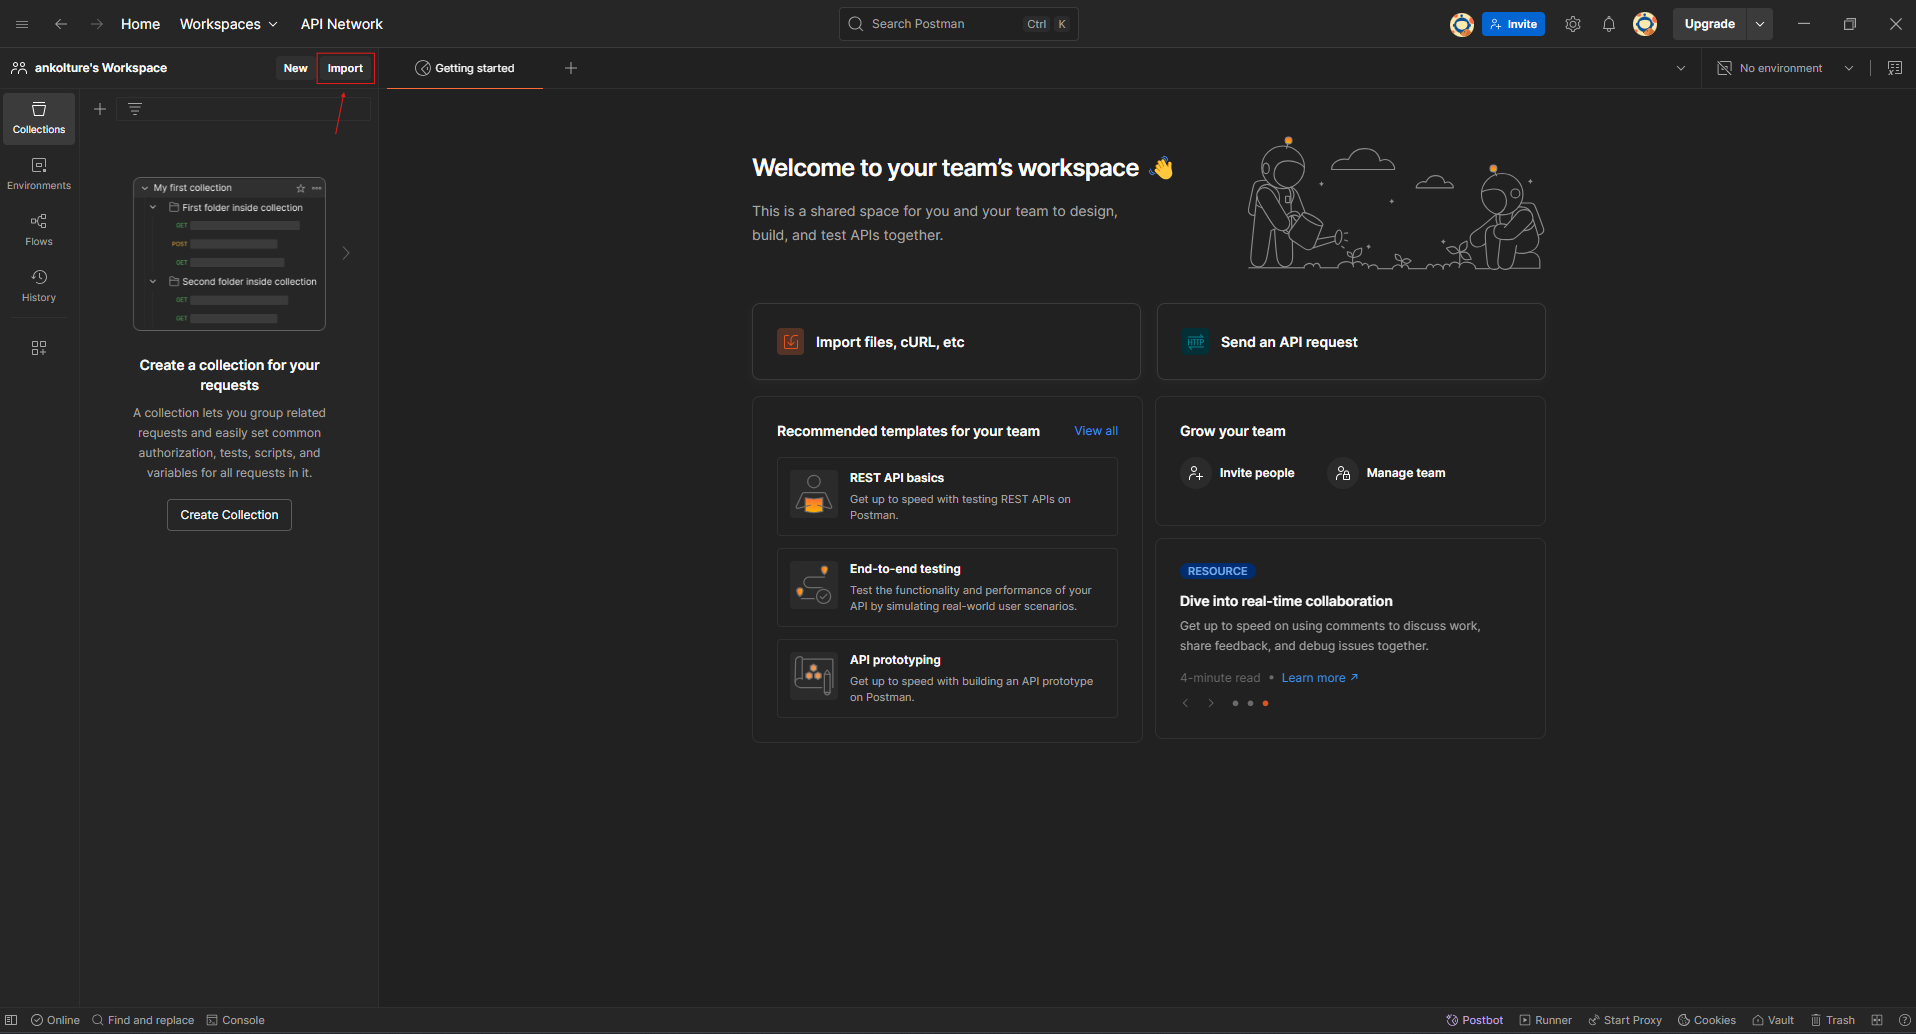 Home
Workspaces
API Network
Search Postman
Ctrl K
Invite
Upgrade
ankolture's Workspace
New
Import
Getting started
No environment
Collections
Environments
Flows
History
My first collection
First folder inside collection
GET
POST
GET
Second folder inside collection
GET
GET
Create a collection for your
requests
A collection lets you group related
requests and easily set common
authorization, tests, scripts, and
variables for all requests in it.
Create Collection
Welcome to your team’s workspace 👋
This is a shared space for you and your team to design,
build, and test APIs together.
Import files, cURL, etc
HTTP
Send an API request
Recommended templates for your team
View all
REST API basics
Get up to speed with testing REST APIs on
Postman.
End-to-end testing
Test the functionality and performance of your
API by simulating real-world user scenarios.
API prototyping
Get up to speed with building an API prototype
on Postman.
Grow your team
Invite people
Manage team
RESOURCE
Dive into real-time collaboration
Get up to speed on using comments to discuss work,
share feedback, and debug issues together.
4-minute read • Learn more ↗
Online
Find and replace
Console
Postbot
Runner
Start Proxy
Cookies
Vault
Trash